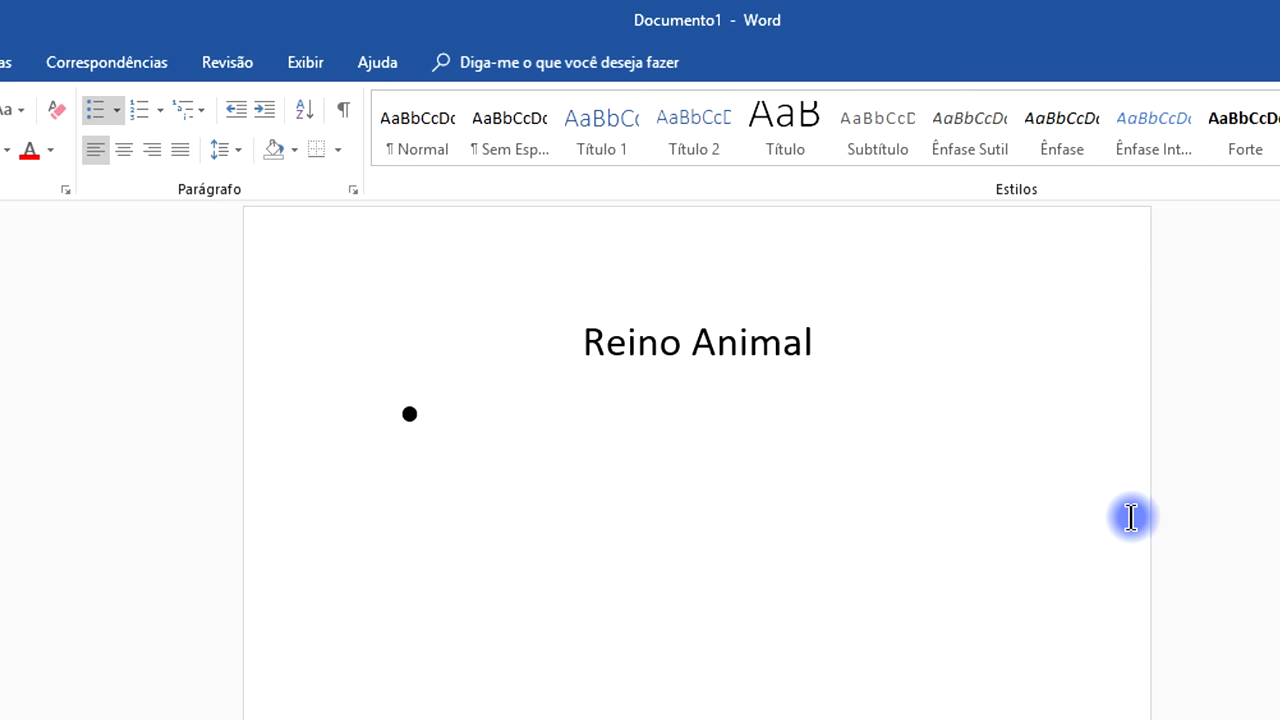 Documento1 - Word
as Correspondências Revisão Exibir Ajuda Diga-me o que você deseja fazer
Aa
AaBbCcDc AaBbCcDc AaBbCc AaBbCcD AaB AaBbCcD AaBbCcDc AaBbCcDc AaBbCcDc AaBbCcDc
¶ Normal ¶ Sem Esp... Título 1 Título 2 Título Subtítulo Ênfase Sutil Ênfase Ênfase Int... Forte
Parágrafo Estilos
Reino Animal
●